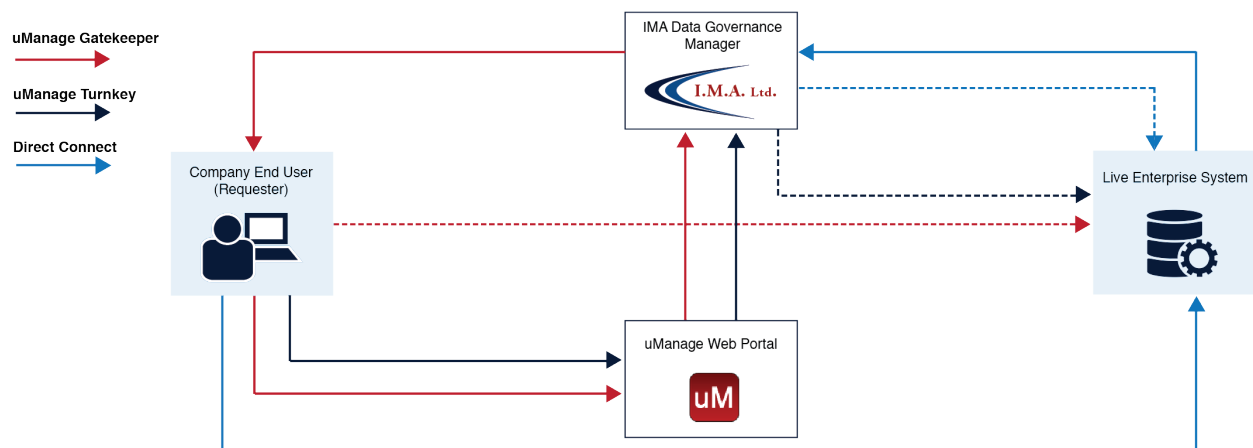 uManage Gatekeeper
uManage Turnkey
Direct Connect
IMA Data Governance
Manager
I.M.A. Ltd.
Company End User
(Requester)
Live Enterprise System
uManage Web Portal
uM